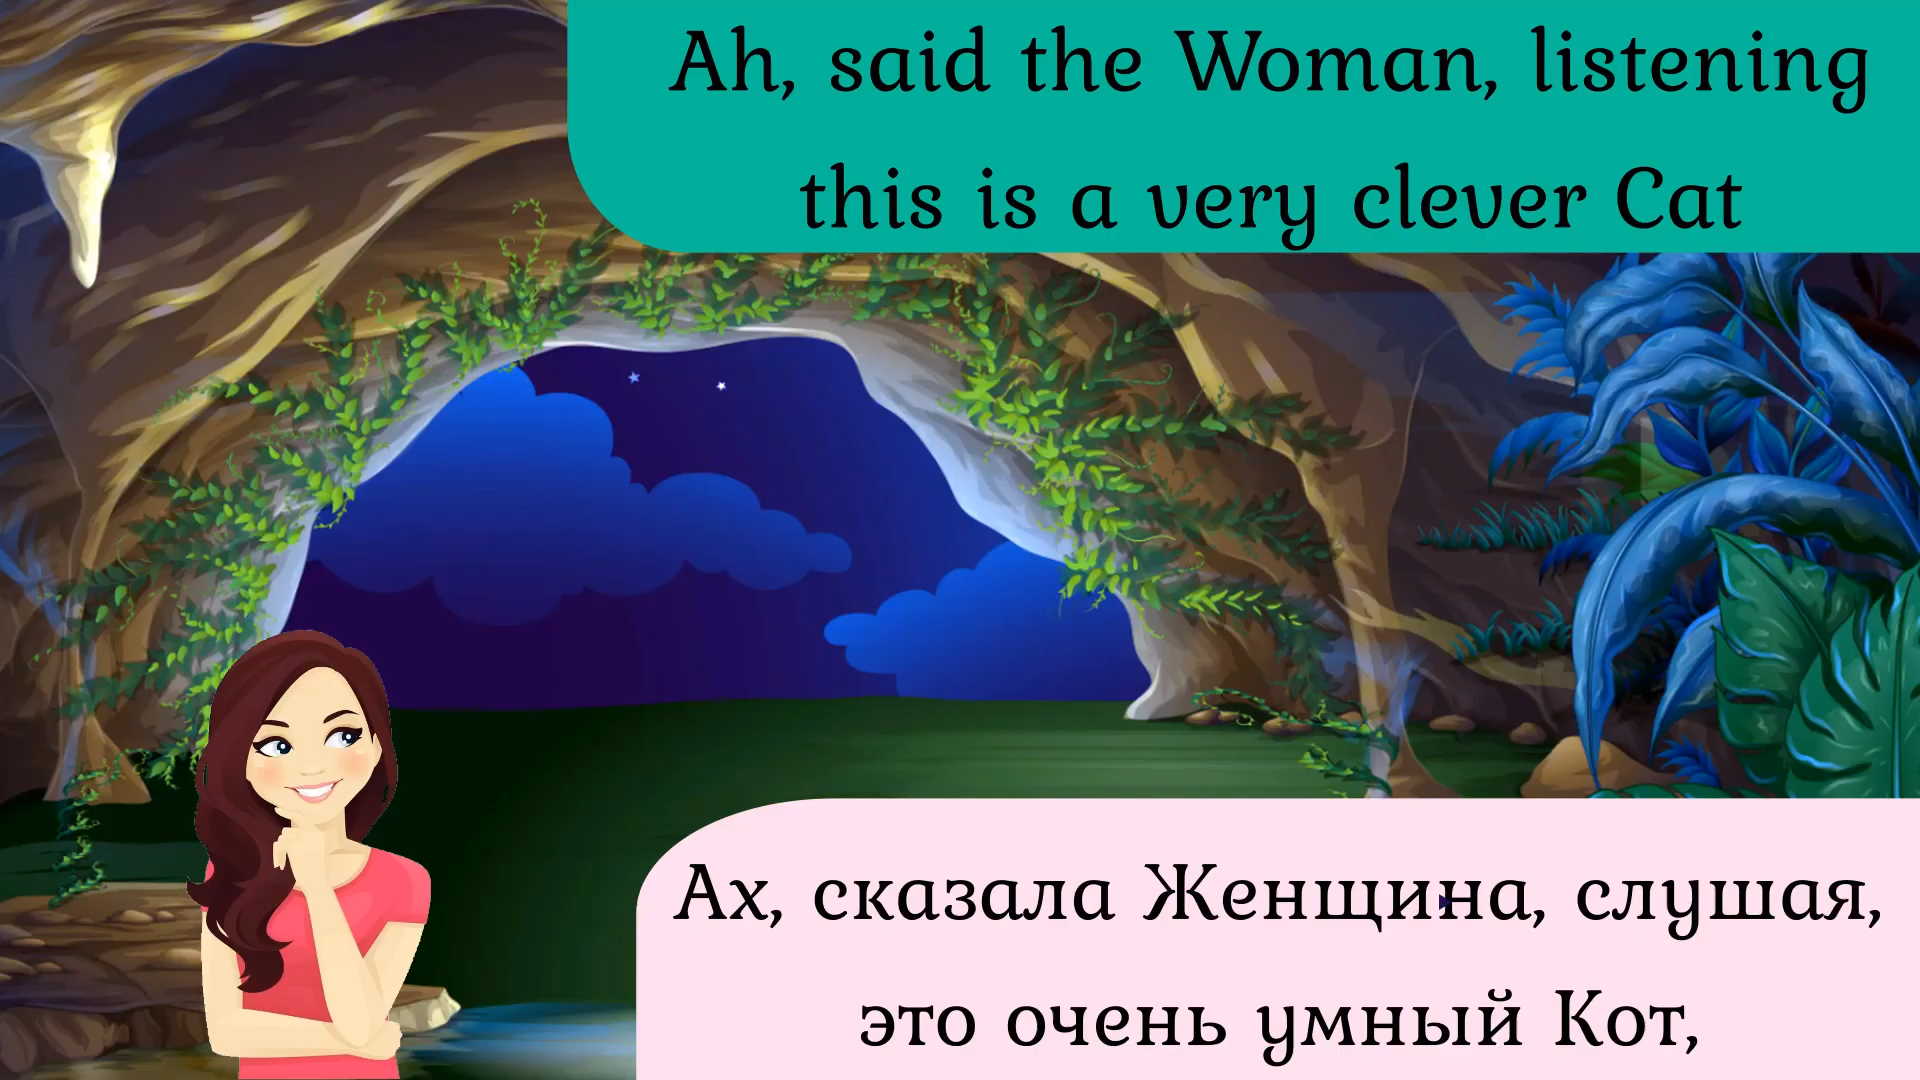 Ah, said the Woman, listening
this is a very clever Cat
Ах, сказала Женщина, слушая,
это очень умный Кот,